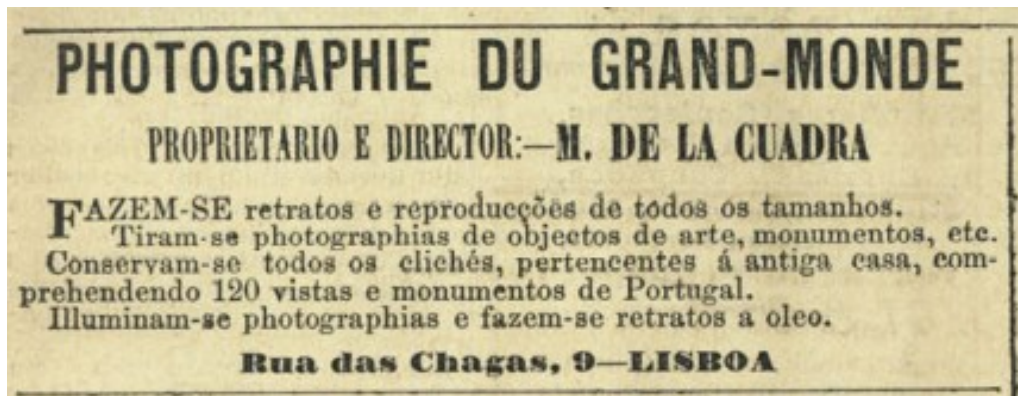 PHOTOGRAPHIE DU GRAND-MONDE
PROPRIETARIO E DIRECTOR:—M. DE LA CUADRA
FAZEM-SE retratos e reproducções de todos os tamanhos.
Tiram-se photographias de objectos de arte, monumentos, etc.
Conservam-se todos os clichés, pertencentes á antiga casa, com-
prehendendo 120 vistas e monumentos de Portugal.
Illuminam-se photographias e fazem-se retratos a oleo.
Rua das Chagas, 9—LISBOA